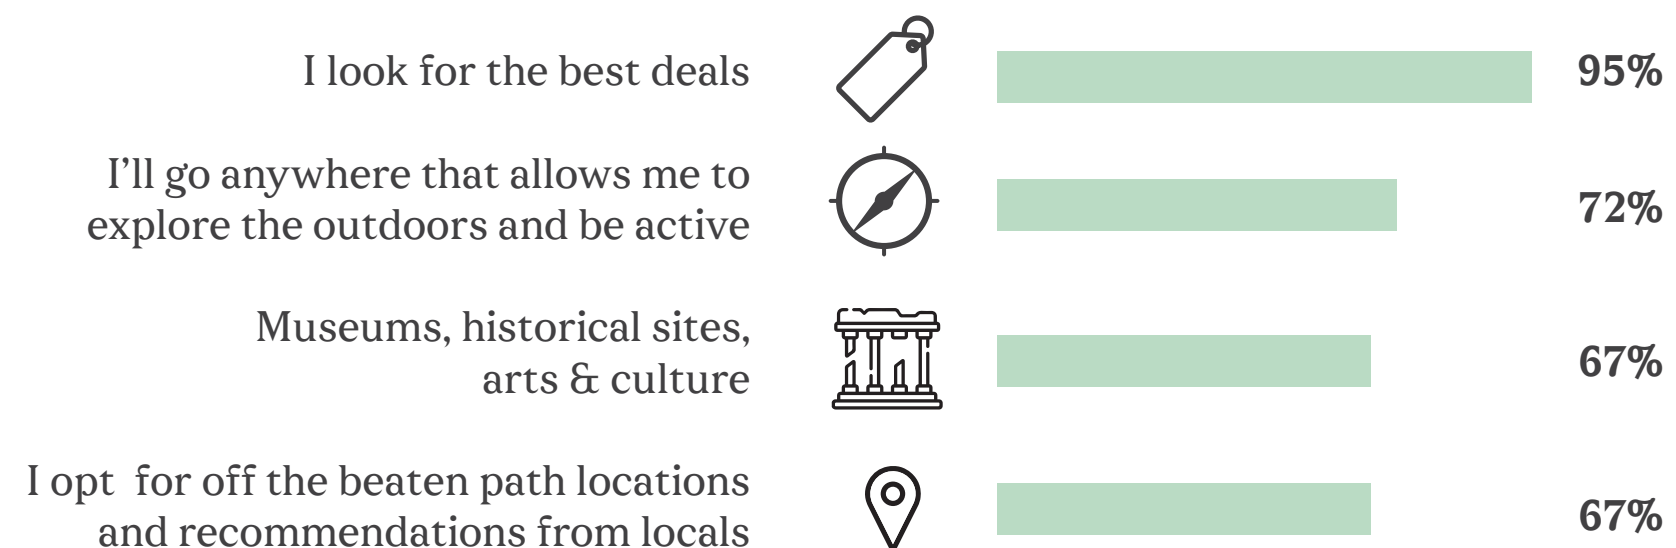 I look for the best deals
95%
I’ll go anywhere that allows me to
explore the outdoors and be active
72%
Museums, historical sites,
arts & culture
67%
I opt  for off the beaten path locations
and recommendations from locals
67%